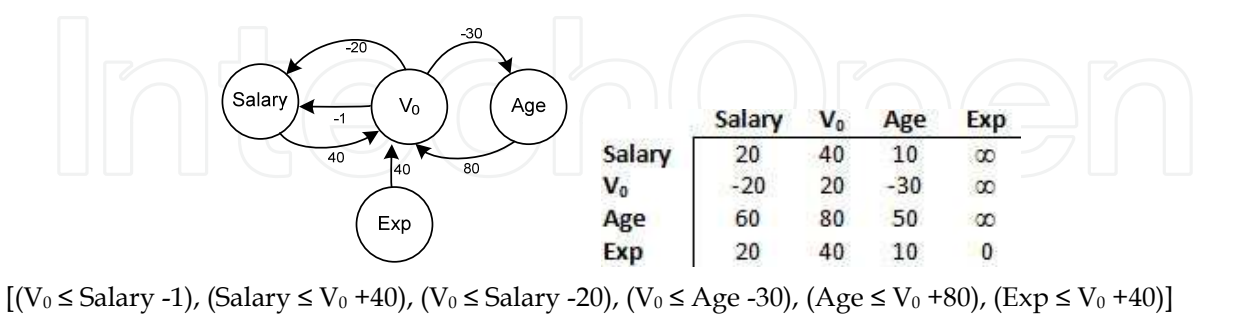 IntechOpen
-20
-30
Salary
V₀
Age
-1
40
40
80
Exp
Salary V₀ Age Exp
Salary 20 40 10 ∞
V₀ -20 20 -30 ∞
Age 60 80 50 ∞
Exp 20 40 10 0
[(V₀ ≤ Salary -1), (Salary ≤ V₀ +40), (V₀ ≤ Salary -20), (V₀ ≤ Age -30), (Age ≤ V₀ +80), (Exp ≤ V₀ +40)]